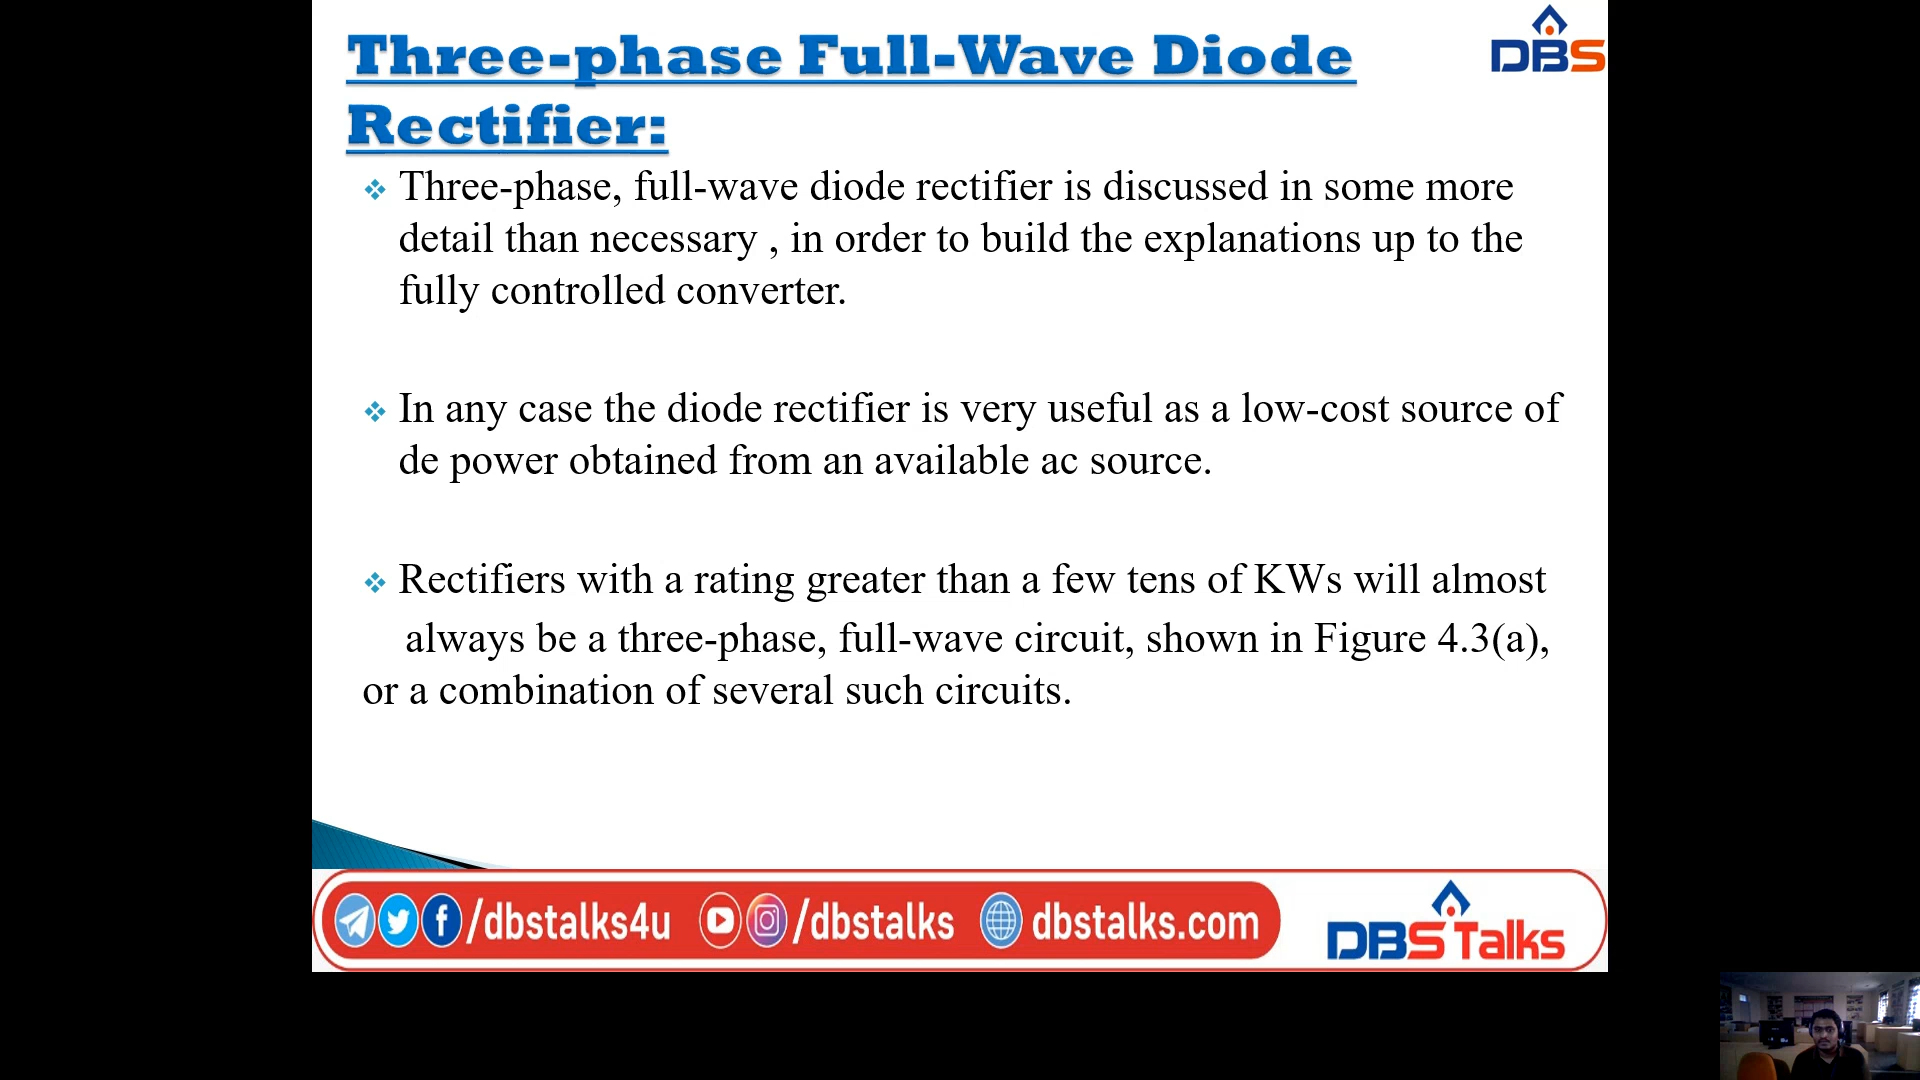 Three-phase Full-Wave Diode
Rectifier:
DBS
Three-phase, full-wave diode rectifier is discussed in some more
detail than necessary , in order to build the explanations up to the
fully controlled converter.
In any case the diode rectifier is very useful as a low-cost source of
de power obtained from an available ac source.
Rectifiers with a rating greater than a few tens of KWs will almost
always be a three-phase, full-wave circuit, shown in Figure 4.3(a),
or a combination of several such circuits.
/dbstalks4u /dbstalks dbstalks.com
DBS Talks